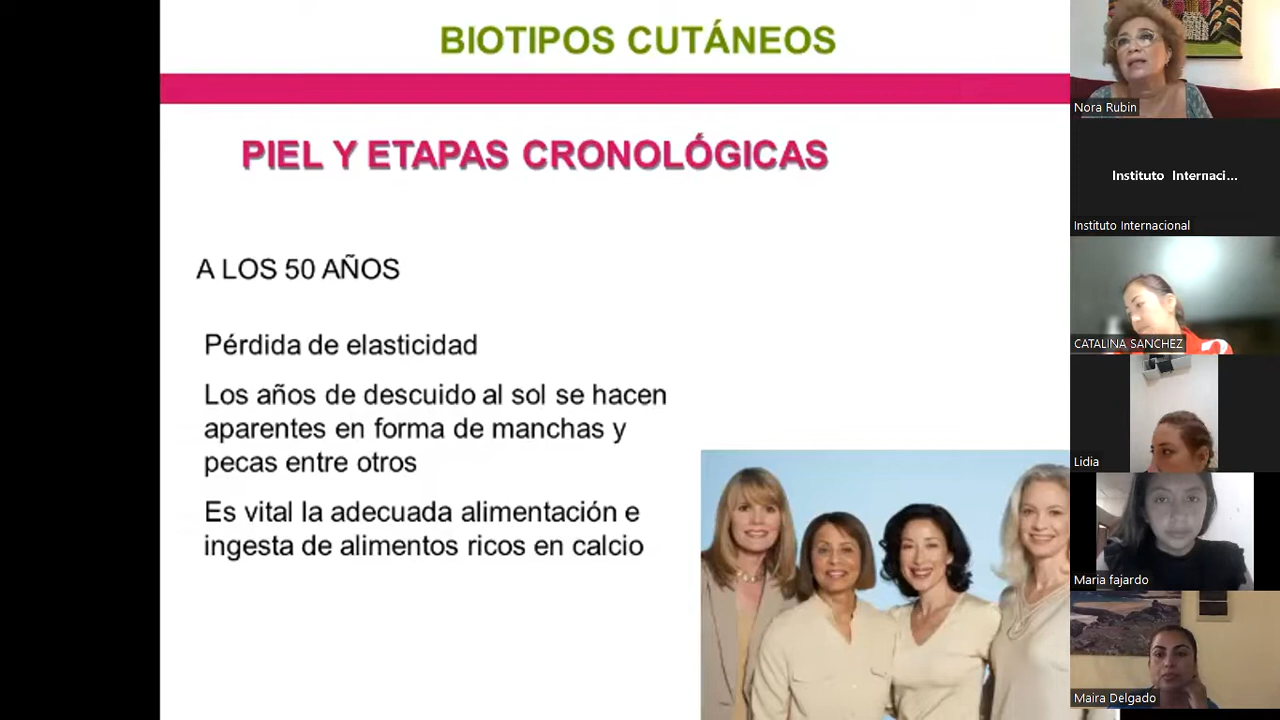 BIOTIPOS CUTÁNEOS
PIEL Y ETAPAS CRONOLÓGICAS
A LOS 50 AÑOS
Pérdida de elasticidad
Los años de descuido al sol se hacen
aparentes en forma de manchas y
pecas entre otros
Es vital la adecuada alimentación e
ingesta de alimentos ricos en calcio
Nora Rubin
Instituto Internaci...
Instituto Internacional
CATALINA SANCHEZ
Lidia
Maria fajardo
Maira Delgado